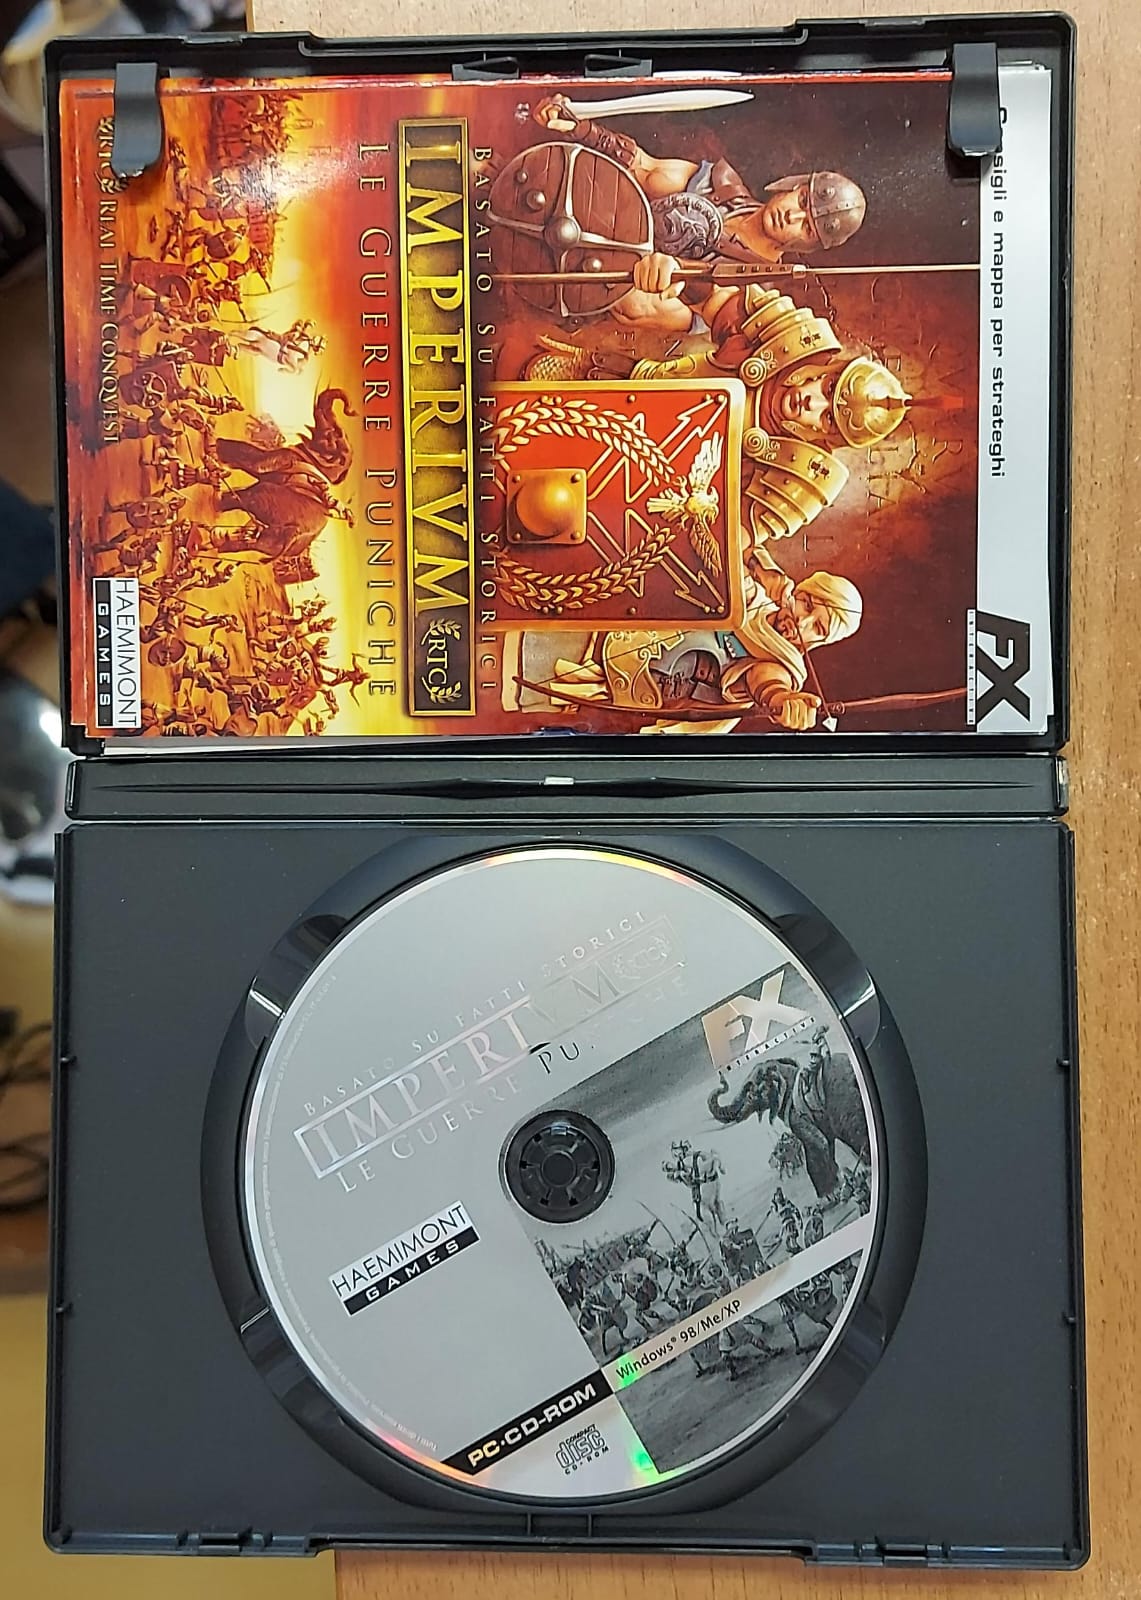 Consigli e mappa per strateghi
FX
INTERACTIVE
BASATO SU FATTI STORICI
IMPERIVM RTC
LE GUERRE PUNICHE
REAL TIME CONQVEST
HAEMIMONT
GAMES
BASATO SU FATTI STORICI
IMPERIVM RTC
LE GUERRE
FX
INTERACTIVE
HAEMIMONT
GAMES
PC·CD-ROM
Windows® 98/Me/XP
COMPACT
disc
CD-ROM